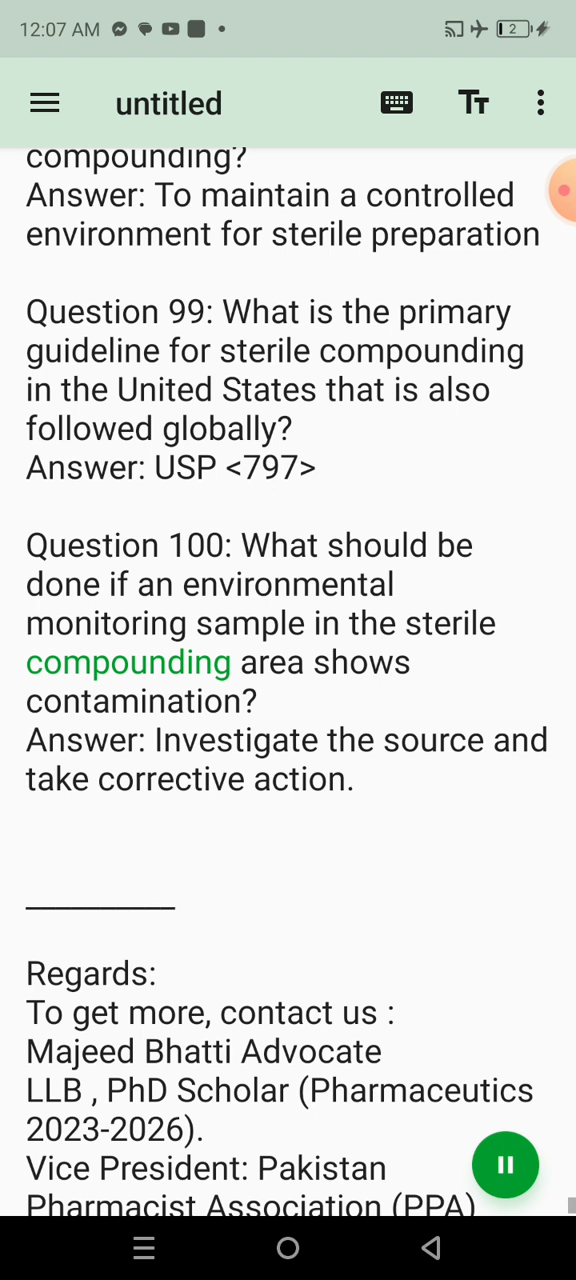 12:07 AM
2
untitled
compounding?
Answer: To maintain a controlled
environment for sterile preparation
Question 99: What is the primary
guideline for sterile compounding
in the United States that is also
followed globally?
Answer: USP <797>
Question 100: What should be
done if an environmental
monitoring sample in the sterile
compounding area shows
contamination?
Answer: Investigate the source and
take corrective action.
__________
Regards:
To get more, contact us :
Majeed Bhatti Advocate
LLB , PhD Scholar (Pharmaceutics
2023-2026).
Vice President: Pakistan
Pharmacist Association (PPA)